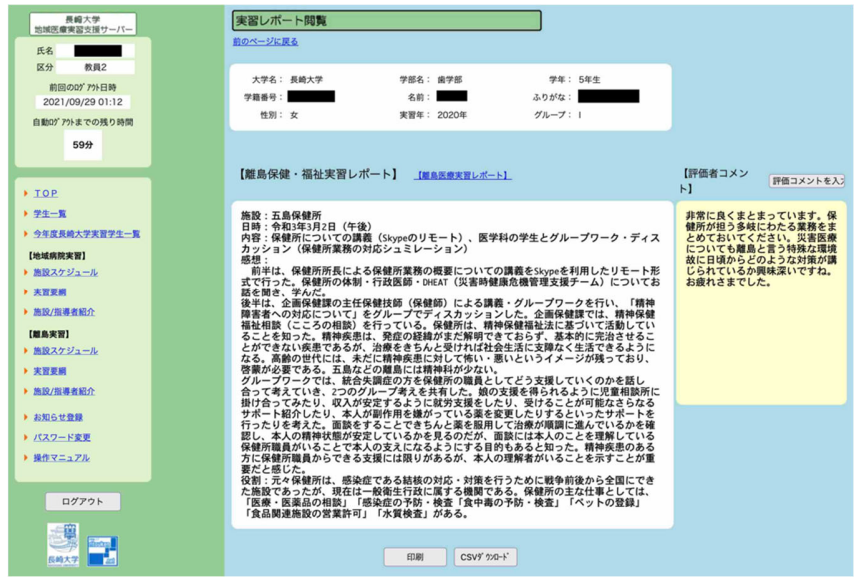 長崎大学
地域医療実習支援サーバー
氏名
区分 教員2
前回のﾛｸﾞｱｳﾄ日時
2021/09/29 01:12
自動ﾛｸﾞｱｳﾄまでの残り時間
59分
TOP
学生一覧
今年度長崎大学実習学生一覧
【地域病院実習】
施設スケジュール
実習要綱
施設/指導者紹介
【離島実習】
施設スケジュール
実習要綱
施設/指導者紹介
お知らせ登録
パスワード変更
操作マニュアル
ログアウト
長崎大学
実習レポート閲覧
前のページに戻る
大学名： 長崎大学 学部名： 歯学部 学年： 5年生
学籍番号： 名前： ふりがな：
性別： 女 実習年： 2020年 グループ： I
【離島保健・福祉実習レポート】 【離島医療実習レポート】
施設：五島保健所
日時：令和3年3月2日（午後）
内容：保健所についての講義（Skypeのリモート）、医学科の学生とグループワーク・ディス
カッション（保健所業務の対応シュミレーション）
感想：
前半は、保健所所長による保健所業務の概要についての講義をSkypeを利用したリモート形
式で行った。保健所の体制・行政医師・DHEAT（災害時健康危機管理支援チーム）についてお
話を聞き、学んだ。
後半は、企画保健課の主任保健技師（保健師）による講義・グループワークを行い、「精神
障害者への対応について」をグループでディスカッションした。企画保健課では、精神保健
福祉相談（こころの相談）を行っている。保健所は、精神保健福祉法に基づいて活動してい
ることを知った。精神疾患は、発症の経緯がまだ解明できておらず、基本的に完治させるこ
とができない疾患であるが、治療をきちんと受ければ社会生活に支障なく生活できるように
なる。高齢の世代には、未だに精神疾患に対して怖い・悪いというイメージが残っており、
啓蒙が必要である。五島などの離島には精神科が少ない。
グループワークでは、統合失調症の方を保健所の職員としてどう支援していくのかを話し
合って考えていき、2つのグループ考えを共有した。娘の支援を得られるように児童相談所に
掛け合ってみたり、収入が安定するように就労支援をしたり、受けることが可能なさらなる
サポート紹介したり、本人が副作用を嫌がっている薬を変更したりするといったサポートを
行ったりを考えた。面談をすることできちんと薬を服用して治療が順調に進んでいるかを確
認し、本人の精神状態が安定しているかを見るのだが、面談には本人のことを理解している
保健所職員がいることで本人の支えになるようにする目的もあると知った。精神疾患のある
方に保健所職員からできる支援には限りがあるが、本人の理解者がいることを示すことが重
要だと感じた。
役割：元々保健所は、感染症である結核の対応・対策を行うために戦争前後から全国にでき
た施設であったが、現在は一般衛生行政に属する機関である。保健所の主な仕事としては、
「医療・医薬品の相談」「感染症の予防・検査「食中毒の予防・検査」「ペットの登録」
「食品関連施設の営業許可」「水質検査」がある。
印刷 CSVﾀﾞｳﾝﾛｰﾄﾞ
【評価者コメン
ト】
評価コメントを入
非常に良くまとまっています。保
健所が担う多岐にわたる業務をま
とめておいてください。災害医療
についても離島と言う特殊な環境
故に日頃からどのような対策が講
じられているか興味深いですね。
お疲れさまでした。